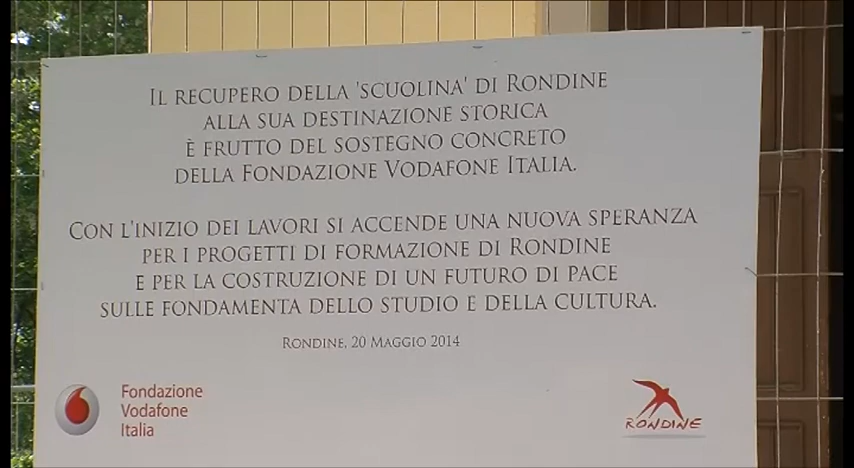 IL RECUPERO DELLA 'SCUOLINA' DI RONDINE
ALLA SUA DESTINAZIONE STORICA
È FRUTTO DEL SOSTEGNO CONCRETO
DELLA FONDAZIONE VODAFONE ITALIA.
CON L'INIZIO DEI LAVORI SI ACCENDE UNA NUOVA SPERANZA
PER I PROGETTI DI FORMAZIONE DI RONDINE
E PER LA COSTRUZIONE DI UN FUTURO DI PACE
SULLE FONDAMENTA DELLO STUDIO E DELLA CULTURA.
RONDINE, 20 MAGGIO 2014
Fondazione
Vodafone
Italia
RONDINE